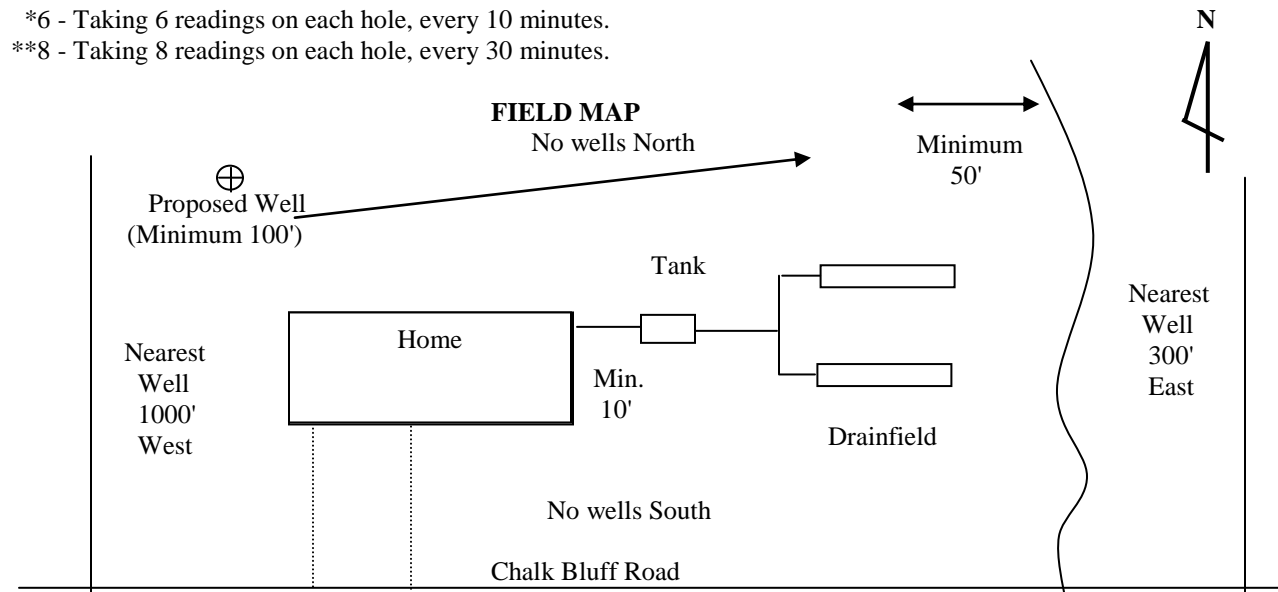 *6 - Taking 6 readings on each hole, every 10 minutes.
**8 - Taking 8 readings on each hole, every 30 minutes.
N
FIELD MAP
No wells North
Minimum
50'
Proposed Well
(Minimum 100')
Tank
Home
Nearest
Well
1000'
West
Min.
10'
Drainfield
Nearest
Well
300'
East
No wells South
Chalk Bluff Road